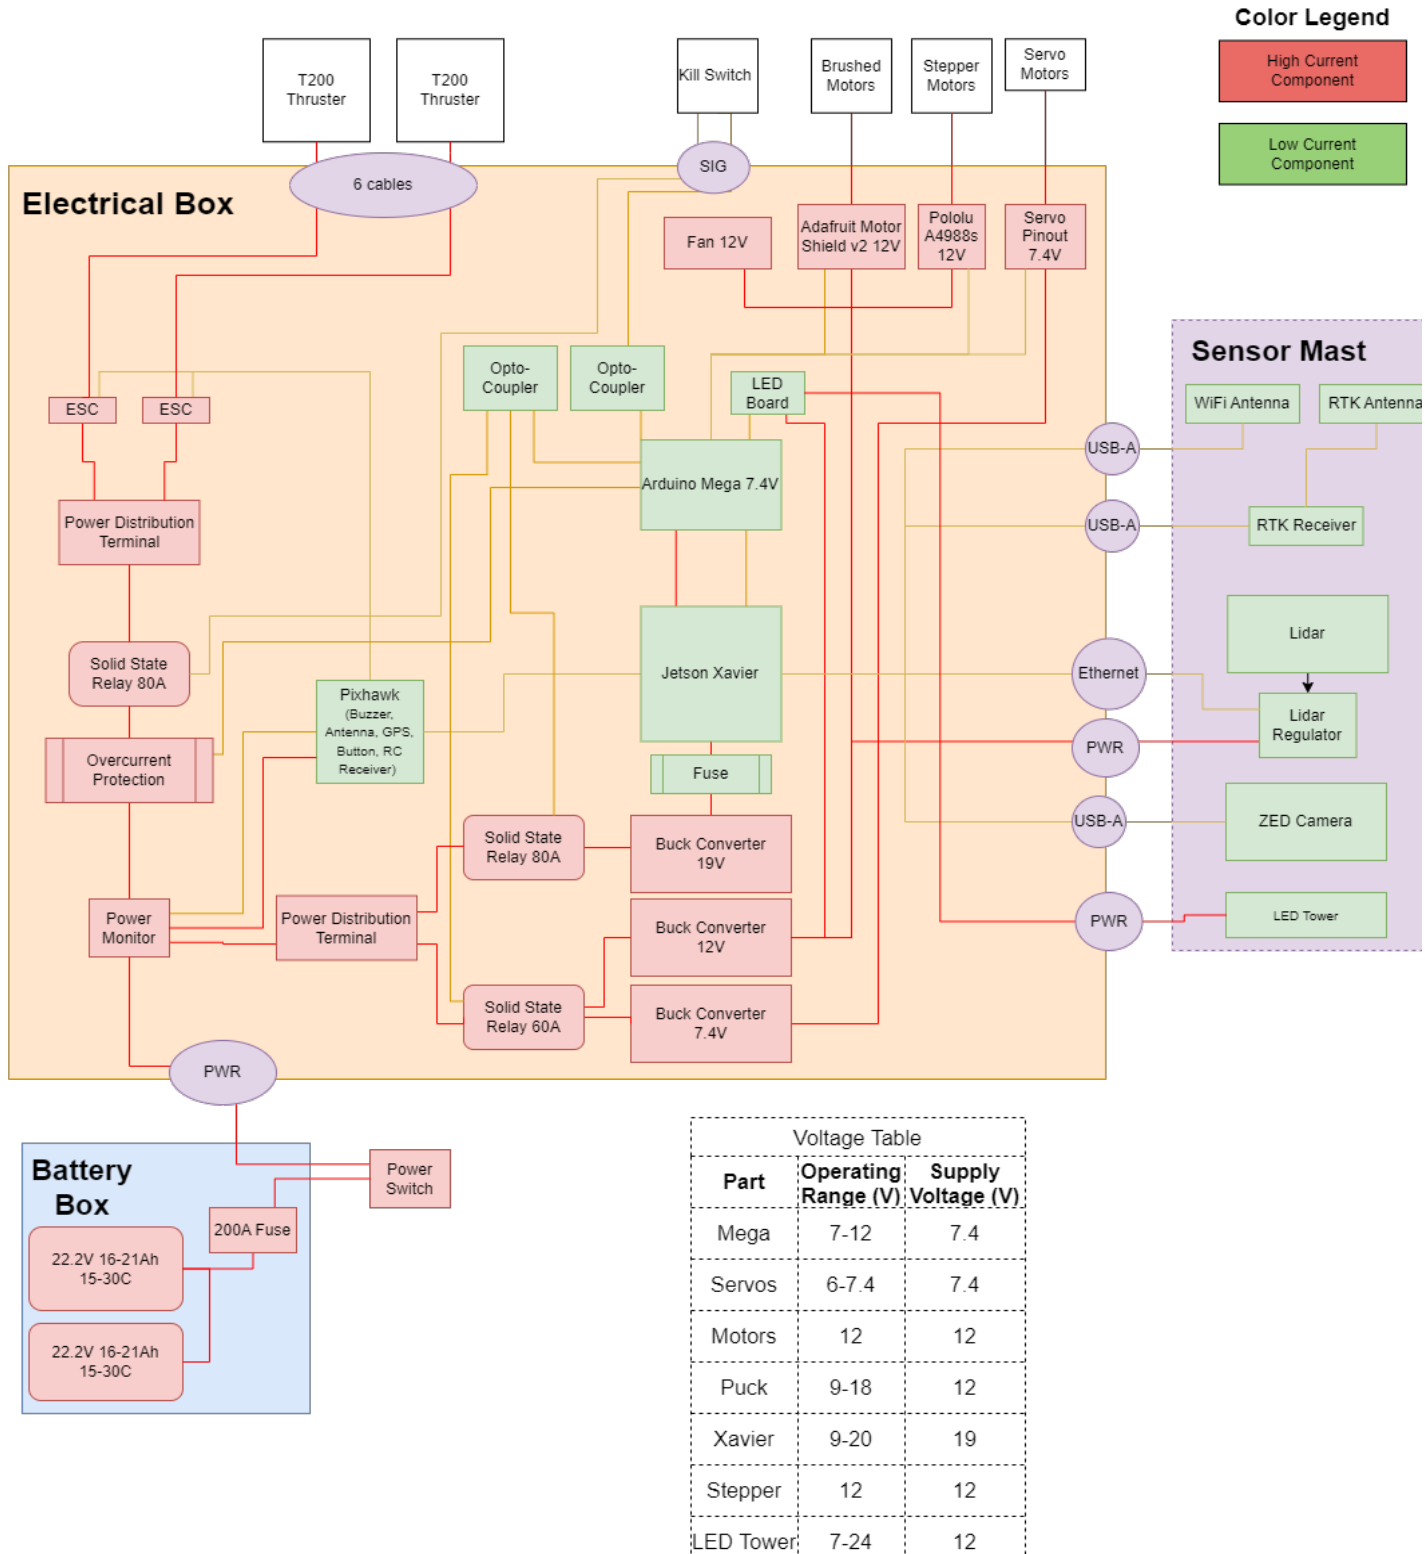 Color Legend
High Current
Component
Low Current
Component
T200
Thruster
T200
Thruster
Kill Switch
Brushed
Motors
Stepper
Motors
Servo
Motors
6 cables
SIG
Electrical Box
Fan 12V
Adafruit Motor
Shield v2 12V
Pololu
A4988s
12V
Servo
Pinout
7.4V
Opto-
Coupler
Opto-
Coupler
LED
Board
ESC
ESC
Arduino Mega 7.4V
Power Distribution
Terminal
Solid State
Relay 80A
Pixhawk
(Buzzer,
Antenna, GPS,
Button, RC
Receiver)
Jetson Xavier
Overcurrent
Protection
Fuse
Solid State
Relay 80A
Buck Converter
19V
Power
Monitor
Power Distribution
Terminal
Buck Converter
12V
Solid State
Relay 60A
Buck Converter
7.4V
PWR
USB-A
USB-A
Ethernet
PWR
USB-A
PWR
Sensor Mast
WiFi Antenna
RTK Antenna
RTK Receiver
Lidar
Lidar
Regulator
ZED Camera
LED Tower
Battery
Box
Power
Switch
200A Fuse
22.2V 16-21Ah
15-30C
22.2V 16-21Ah
15-30C
Voltage Table
Part Operating Range (V) Supply Voltage (V)
Mega 7-12 7.4
Servos 6-7.4 7.4
Motors 12 12
Puck 9-18 12
Xavier 9-20 19
Stepper 12 12
LED Tower 7-24 12